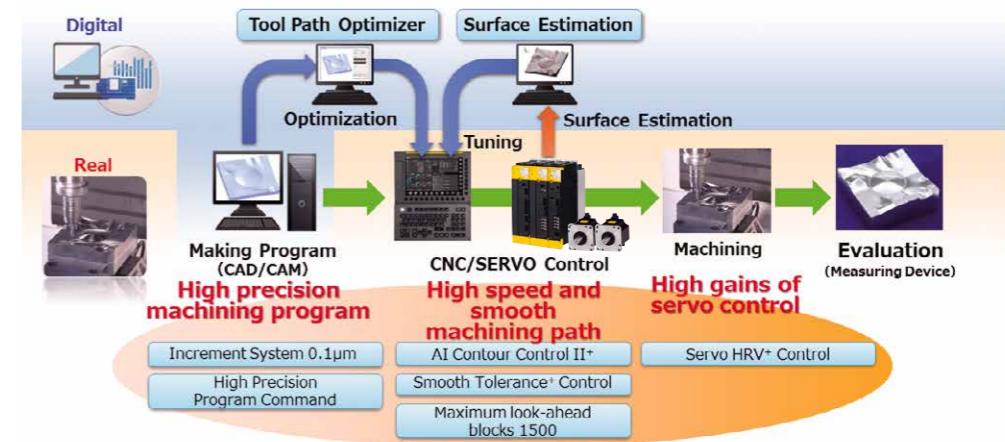 Digital
Tool Path Optimizer
Surface Estimation
Optimization
Tuning
Surface Estimation
Real
Making Program
(CAD/CAM)
CNC/SERVO Control
Machining
Evaluation
(Measuring Device)
High precision
machining program
High speed and
smooth
machining path
High gains of
servo control
Increment System 0.1μm
High Precision
Program Command
AI Contour Control II⁺
Smooth Tolerance⁺ Control
Maximum look-ahead
blocks 1500
Servo HRV⁺ Control